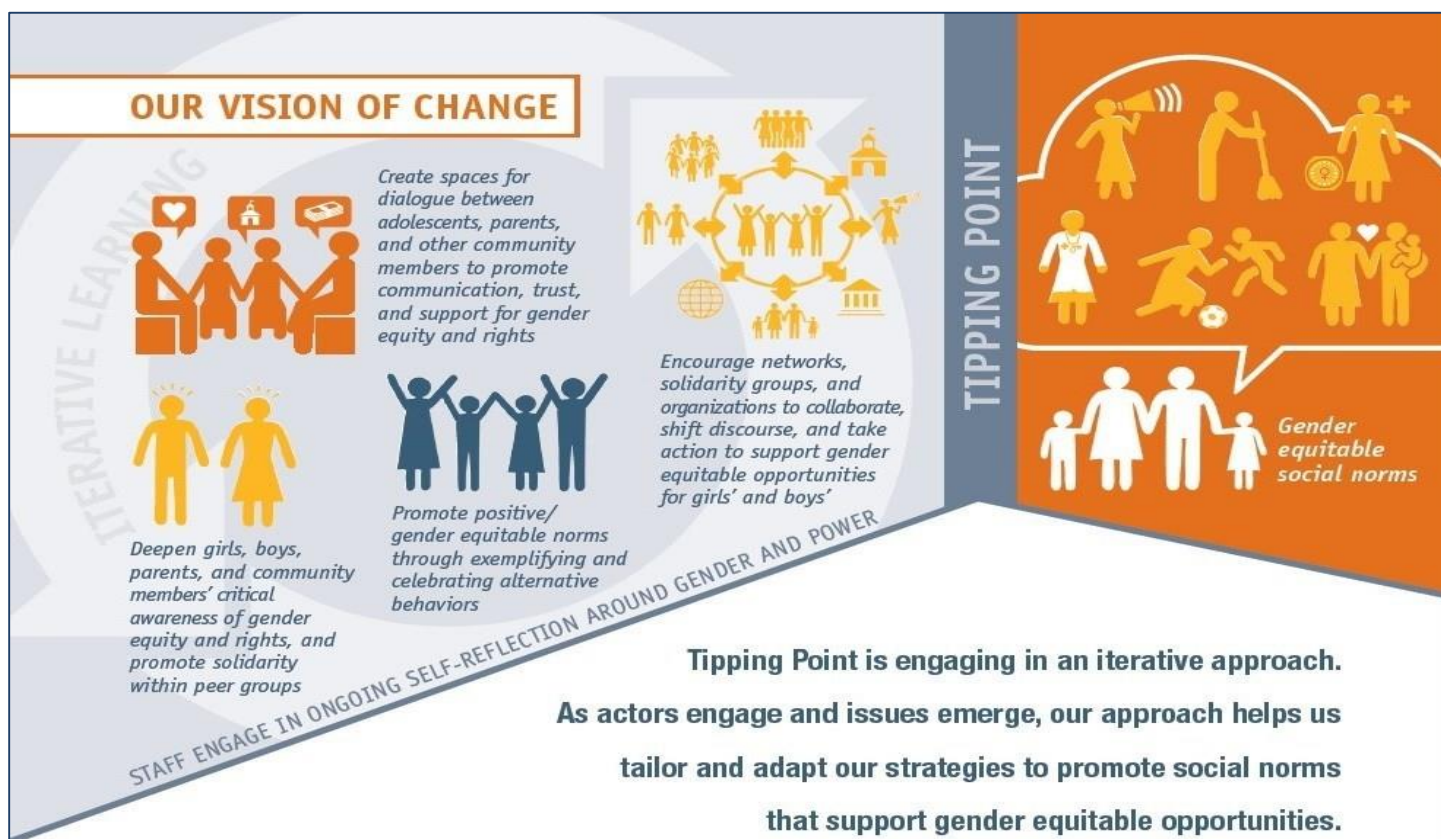 OUR VISION OF CHANGE
ITERATIVE LEARNING
Create spaces for
dialogue between
adolescents, parents,
and other community
members to promote
communication, trust,
and support for gender
equity and rights
Deepen girls, boys,
parents, and community
members' critical
awareness of gender
equity and rights, and
promote solidarity
within peer groups
Promote positive/
gender equitable norms
through exemplifying and
celebrating alternative
behaviors
Encourage networks,
solidarity groups, and
organizations to collaborate,
shift discourse, and take
action to support gender
equitable opportunities
for girls' and boys'
STAFF ENGAGE IN ONGOING SELF-REFLECTION AROUND GENDER AND POWER
TIPPING POINT
Gender
equitable
social norms
Tipping Point is engaging in an iterative approach.
As actors engage and issues emerge, our approach helps us
tailor and adapt our strategies to promote social norms
that support gender equitable opportunities.